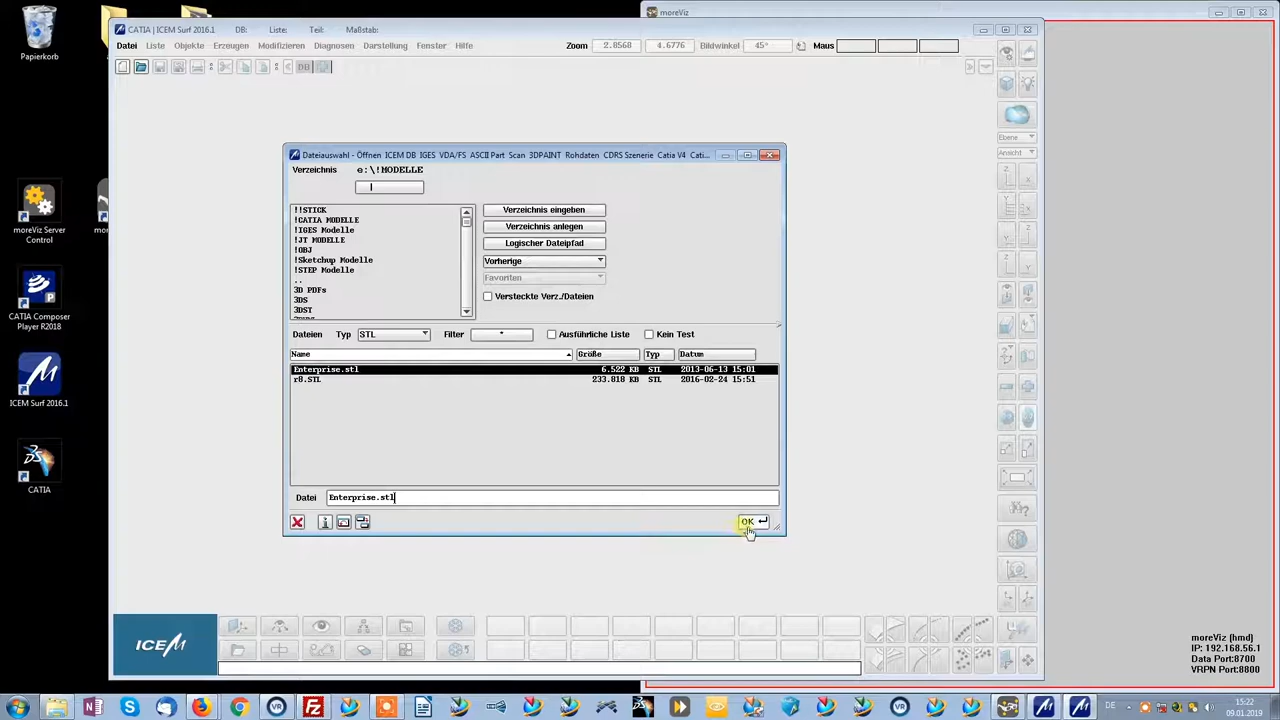 Papierkorb
moreViz Server Control
CATIA Composer Player R2018
ICEM Surf 2016.1
CATIA
moreViz
CATIA | ICEM Surf 2016.1 DB: Liste: Teil: Maßstab:
Datei Liste Objekte Erzeugen Modifizieren Diagnosen Darstellung Fenster Hilfe
Zoom 2.8568 4.6776 Bildwinkel 45° Maus
Ebene
Ansicht
Dateiauswahl - Öffnen ICEM DB IGES VDA/FS ASCII Part Scan 3DPAINT Rohdaten CDRS Szenerie Catia V4 Cati...
Verzeichnis e:\!MODELLE
!!STICK
!CATIA MODELLE
!IGES Modelle
!JT MODELLE
!OBJ
!Sketchup Modelle
!STEP Modelle
..
3D PDFs
3DS
3DST
Verzeichnis eingeben
Verzeichnis anlegen
Logischer Dateipfad
Vorherige
Favoriten
Versteckte Verz./Dateien
Dateien Typ STL Filter * Ausführliche Liste Kein Test
Name Größe Typ Datum
Enterprise.stl 6.522 KB STL 2013-06-13 15:01
r8.STL 233.818 KB STL 2016-02-24 15:51
Datei Enterprise.stl
OK
ICEM
moreViz [hmd]
IP: 192.168.56.1
Data Port:8700
VRPN Port:8800
DE
15:22
09.01.2019